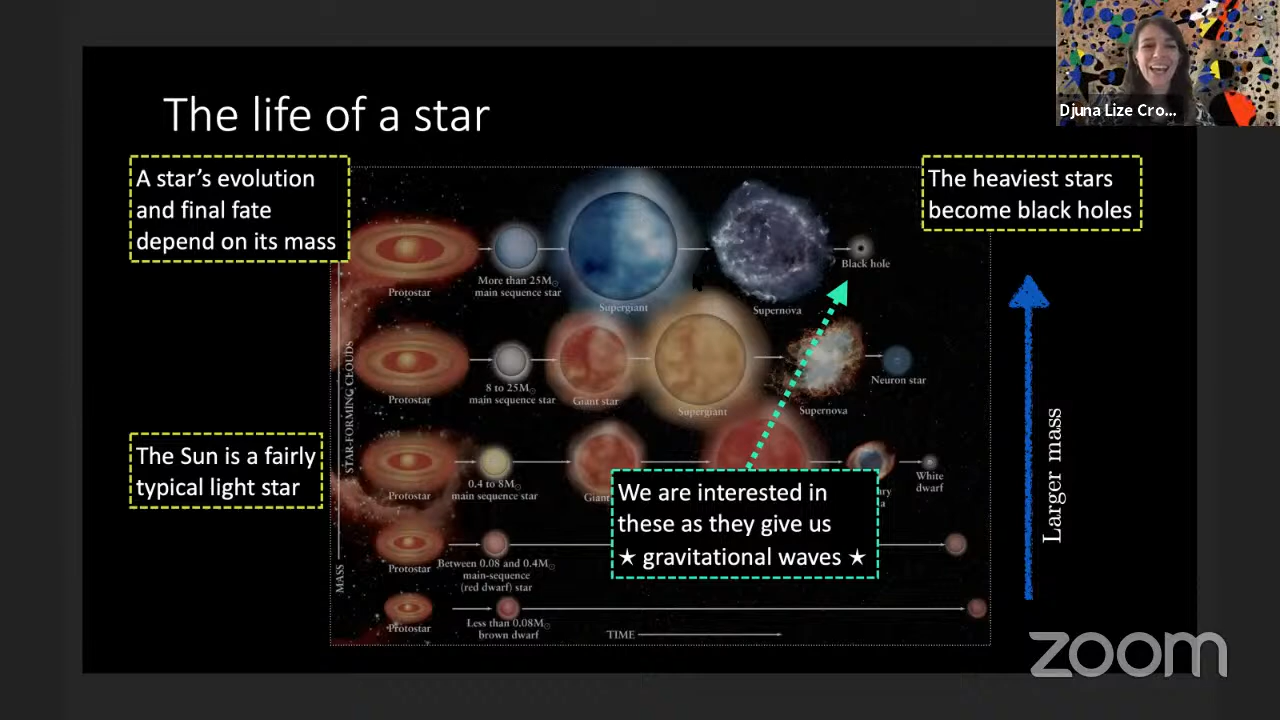 Djuna Lize Cro...
The life of a star
A star's evolution
and final fate
depend on its mass
The heaviest stars
become black holes
Protostar
More than 25M☉
main sequence star
Supergiant
Supernova
Black hole
Protostar
8 to 25M☉
main sequence star
Giant star
Supergiant
Supernova
Neuron star
The Sun is a fairly
typical light star
Protostar
0.4 to 8M☉
main sequence star
White
dwarf
We are interested in
these as they give us
★ gravitational waves ★
Protostar
Between 0.08 and 0.4M☉
main-sequence
(red dwarf) star
Protostar
Less than 0.08M☉
brown dwarf
TIME
MASS
STAR-FORMING CLOUDS
Larger mass
zoom